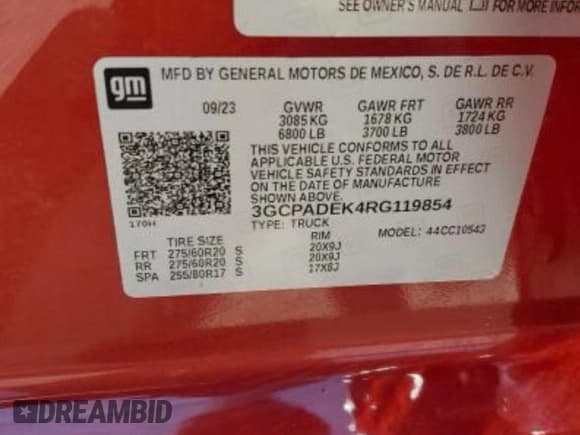 SEE OWNER'S MANUAL FOR MORE INFOR
gm
MFD BY GENERAL MOTORS DE MEXICO, S. DE R.L. DE C.V.
09/23 GVWR GAWR FRT GAWR RR
3085 KG 1678 KG 1724 KG
6800 LB 3700 LB 3800 LB
THIS VEHICLE CONFORMS TO ALL
APPLICABLE U.S. FEDERAL MOTOR
VEHICLE SAFETY STANDARDS IN EFFECT
ON THE DATE OF MANUFACTURE
SHOWN ABOVE.
170H
3GCPADEK4RG119854
TYPE: TRUCK MODEL: 44CC10543
TIRE SIZE RIM
FRT 275/60R20 S 20X9J
RR 275/60R20 S 20X9J
SPA 255/80R17 S 17X8J
DREAMBID